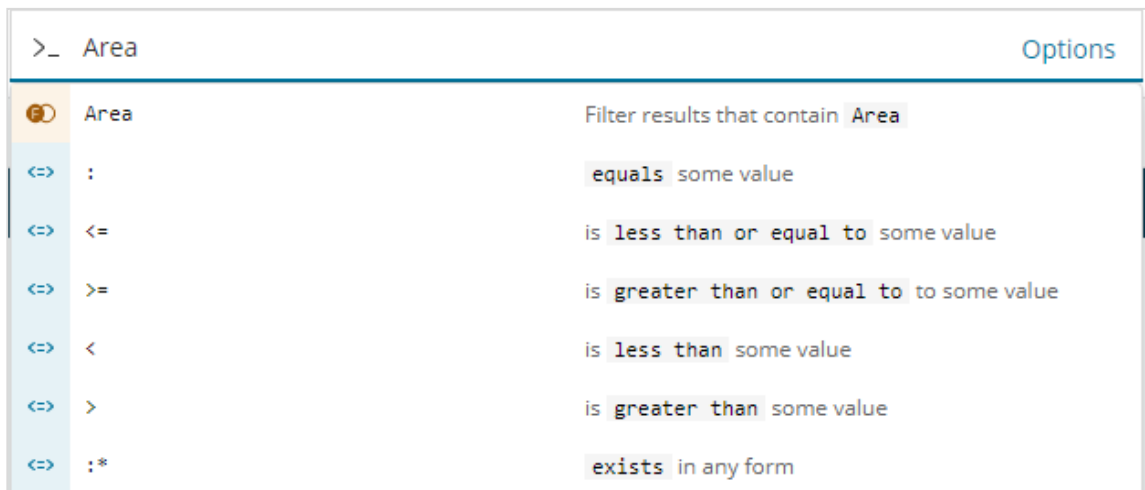 >_ Area Options
Area Filter results that contain Area
<=> : equals some value
<=> <= is less than or equal to some value
<=> >= is greater than or equal to to some value
<=> < is less than some value
<=> > is greater than some value
<=> :* exists in any form